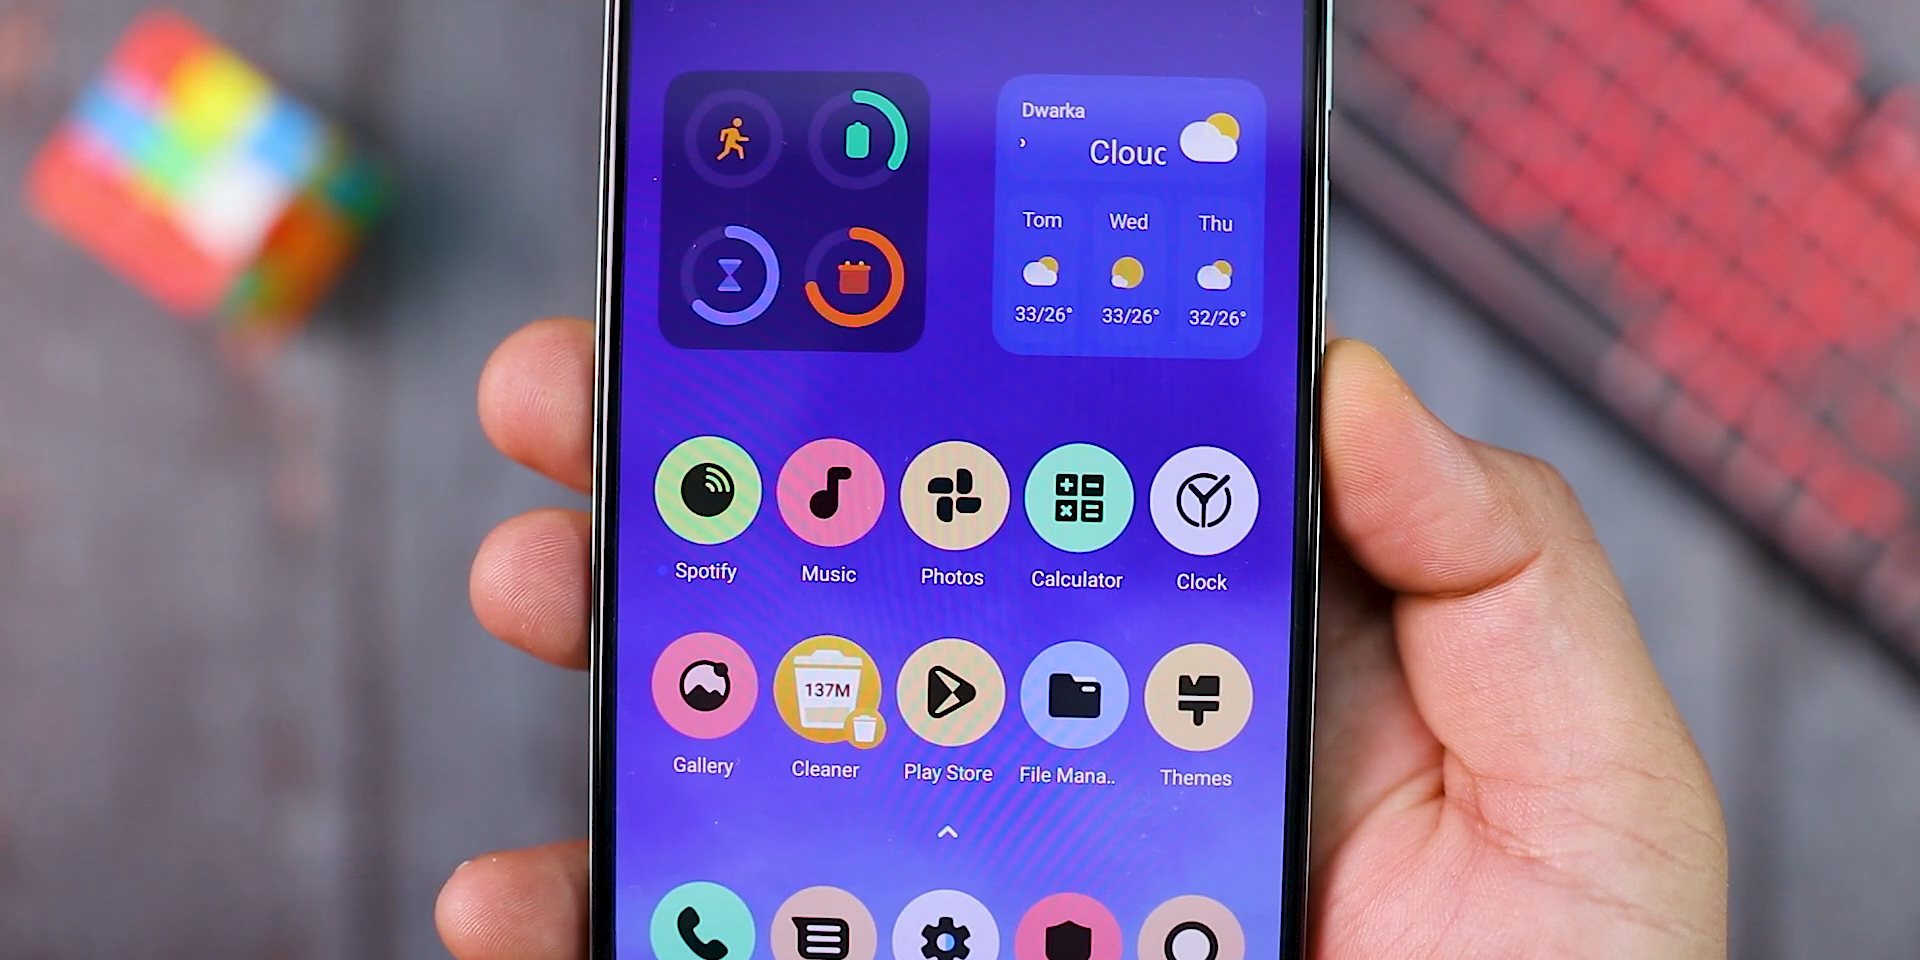 Dwarka
Clouc
Tom Wed Thu
33/26° 33/26° 32/26°
Spotify Music Photos Calculator Clock
137M
Gallery Cleaner Play Store File Mana.. Themes